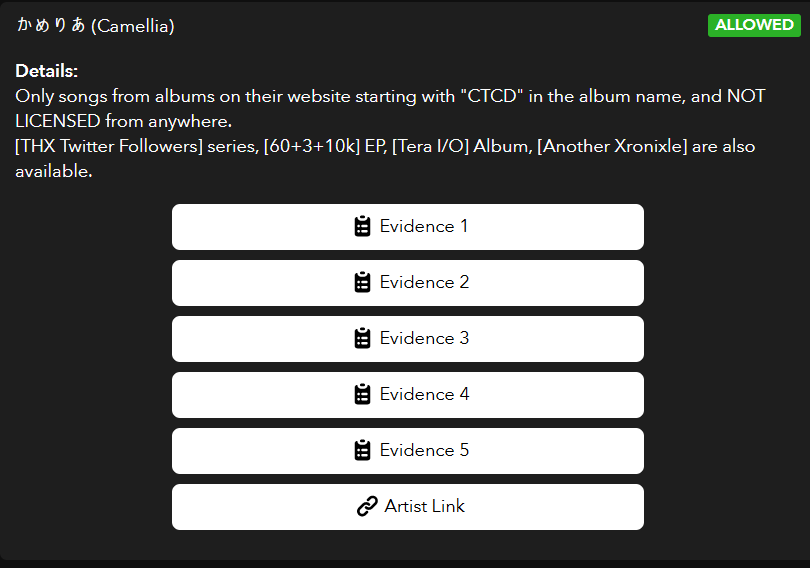 かめりあ (Camellia)
ALLOWED
Details:
Only songs from albums on their website starting with "CTCD" in the album name, and NOT
LICENSED from anywhere.
[THX Twitter Followers] series, [60+3+10k] EP, [Tera I/O] Album, [Another Xronixle] are also
available.
Evidence 1
Evidence 2
Evidence 3
Evidence 4
Evidence 5
Artist Link